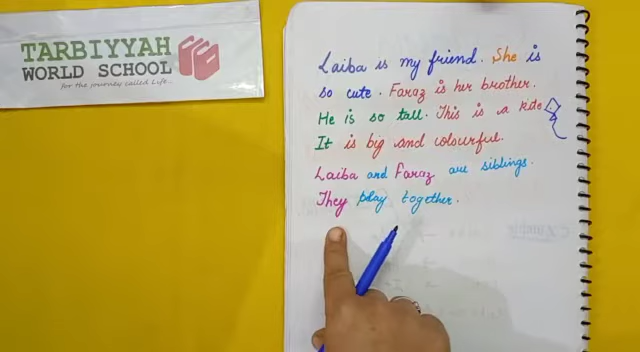 TARBIYYAH
WORLD SCHOOL
for the journey called Life...
Laiba is my friend. She is
so cute. Faraz is her brother.
He is so tall. This is a kite.
It is big and colourful.
Laiba and Faraz are siblings.
They play together.